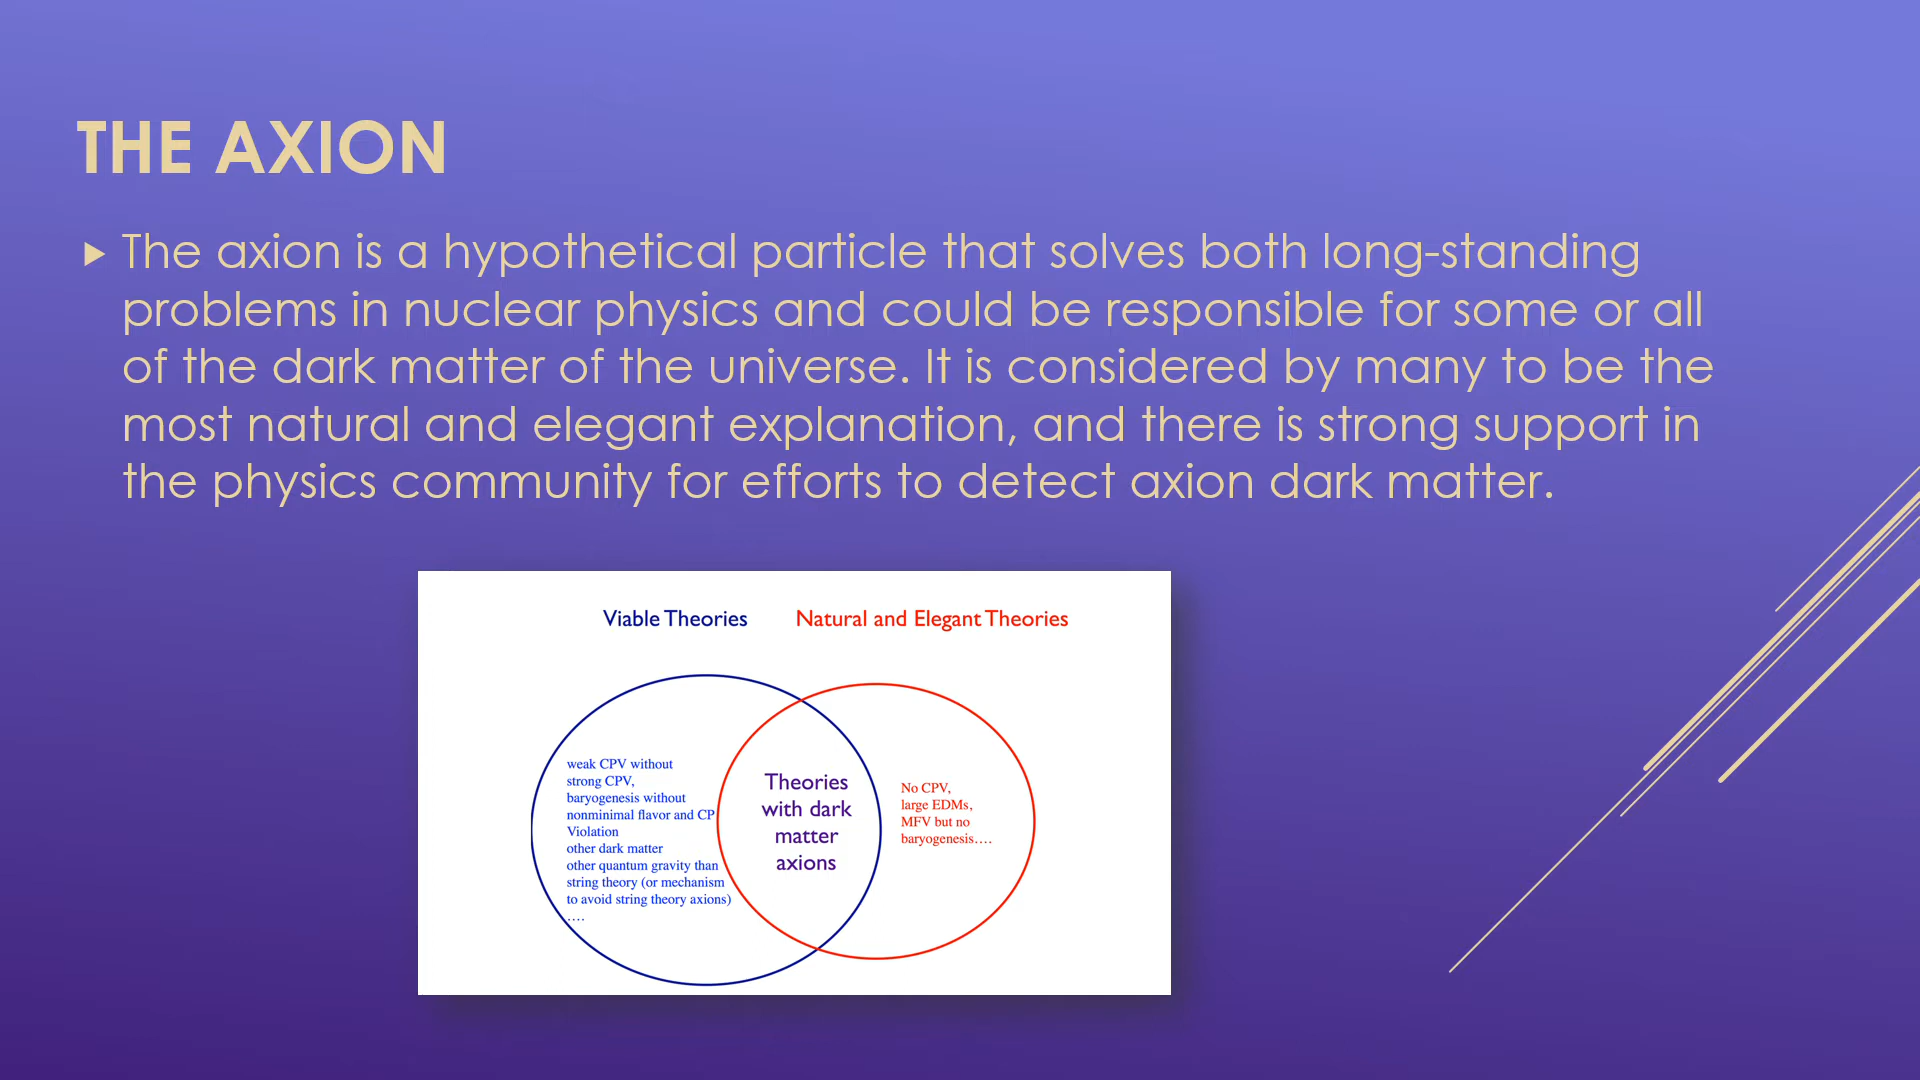 THE AXION
The axion is a hypothetical particle that solves both long-standing
problems in nuclear physics and could be responsible for some or all
of the dark matter of the universe. It is considered by many to be the
most natural and elegant explanation, and there is strong support in
the physics community for efforts to detect axion dark matter.
Viable Theories
Natural and Elegant Theories
weak CPV without
strong CPV,
baryogenesis without
nonminimal flavor and CP
Violation
other dark matter
other quantum gravity than
string theory (or mechanism
to avoid string theory axions)
....
Theories
with dark
matter
axions
No CPV,
large EDMs,
MFV but no
baryogenesis....